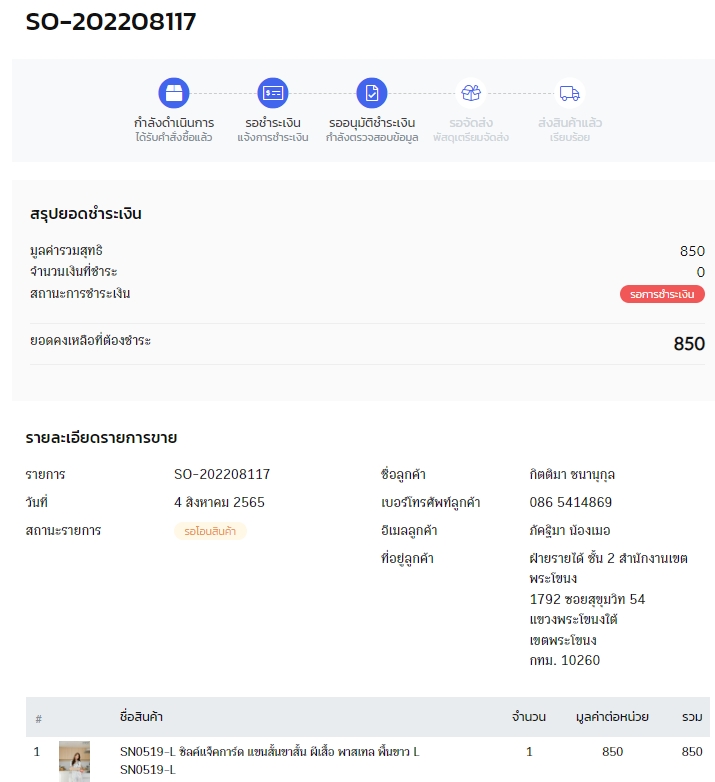 SO-202208117
กำลังดำเนินการ รอชำระเงิน รออนุมัติชำระเงิน รอจัดส่ง ส่งสินค้าแล้ว
ได้รับคำสั่งซื้อแล้ว แจ้งการชำระเงิน กำลังตรวจสอบข้อมูล พัสดุเตรียมจัดส่ง เรียบร้อย
สรุปยอดชำระเงิน
มูลค่ารวมสุทธิ 850
จำนวนเงินที่ชำระ 0
สถานะการชำระเงิน รอการชำระเงิน
ยอดคงเหลือที่ต้องชำระ 850
รายละเอียดรายการขาย
รายการ SO-202208117 ชื่อลูกค้า กิตติมา ชนานุกุล
วันที่ 4 สิงหาคม 2565 เบอร์โทรศัพท์ลูกค้า 086 5414869
สถานะรายการ รอโอนสินค้า อีเมลลูกค้า ภัคฐิมา น้องเมอ
ที่อยู่ลูกค้า ฝ่ายรายได้ ชั้น 2 สำนักงานเขต
พระโขนง
1792 ซอยสุขุมวิท 54
แขวงพระโขนงใต้
เขตพระโขนง
กทม. 10260
# ชื่อสินค้า จำนวน มูลค่าต่อหน่วย รวม
1 SN0519-L ซิลค์แจ็คการ์ด แขนสั้นขาสั้น ผีเสื้อ พาสเทล พื้นขาว L 1 850 850
SN0519-L